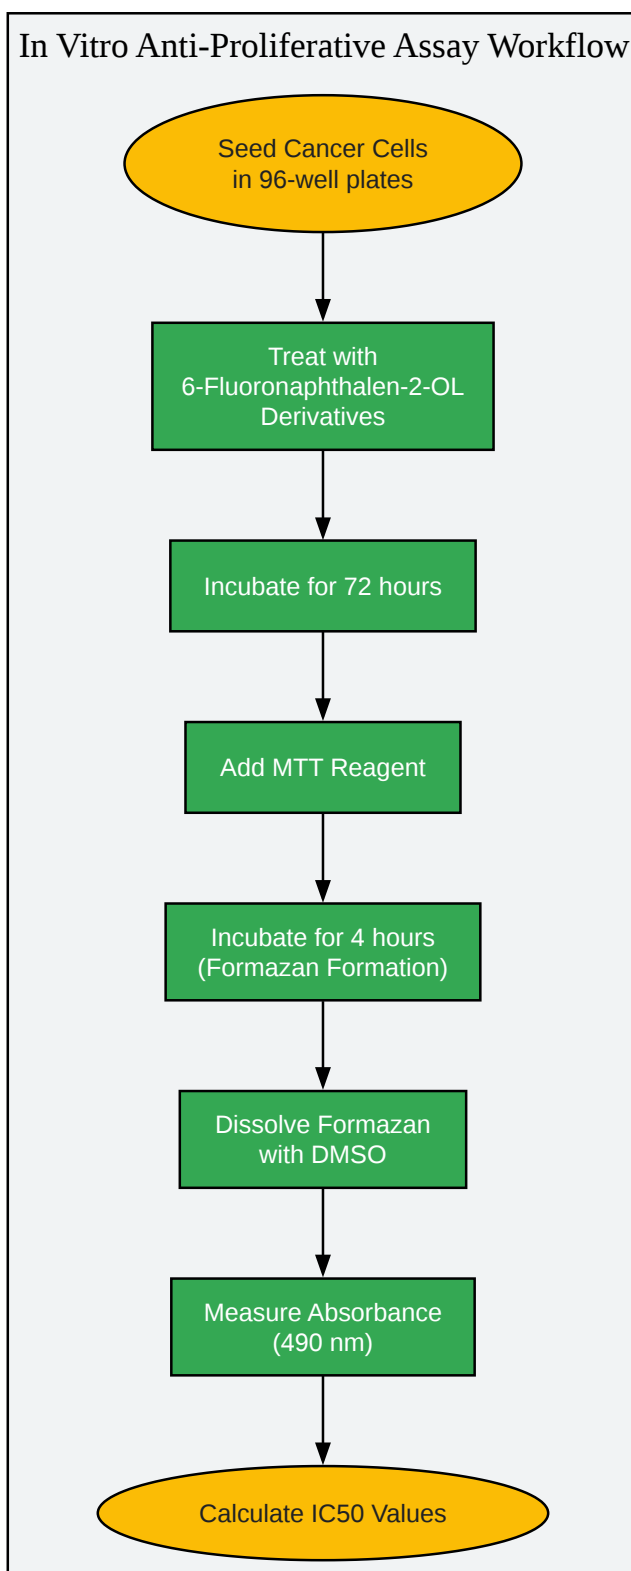 In Vitro Anti-Proliferative Assay Workflow
Seed Cancer Cells
in 96-well plates
Treat with
6-Fluoronaphthalen-2-OL
Derivatives
Incubate for 72 hours
Add MTT Reagent
Incubate for 4 hours
(Formazan Formation)
Dissolve Formazan
with DMSO
Measure Absorbance
(490 nm)
Calculate IC50 Values